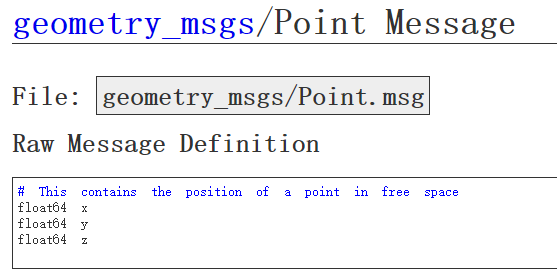 geometry_msgs/Point Message
File: geometry_msgs/Point.msg
Raw Message Definition
# This contains the position of a point in free space
float64 x
float64 y
float64 z